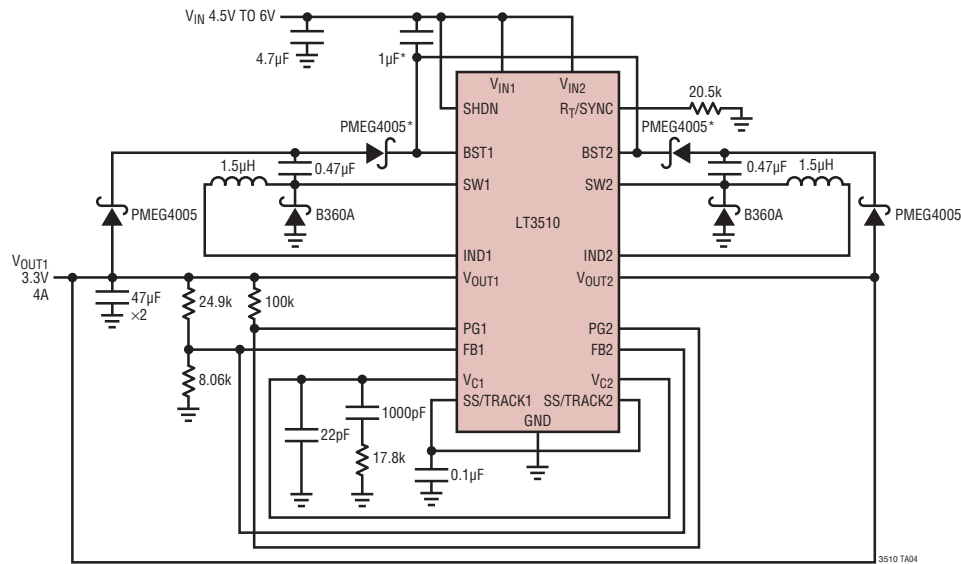 VIN 4.5V TO 6V
4.7µF
1µF*
VIN1
VIN2
SHDN
RT/SYNC
20.5k
PMEG4005*
PMEG4005*
BST1
BST2
0.47µF
0.47µF
1.5µH
1.5µH
SW1
SW2
PMEG4005
B360A
LT3510
B360A
PMEG4005
IND1
IND2
VOUT1
3.3V
4A
VOUT1
VOUT2
47µF
×2
24.9k
100k
PG1
PG2
FB1
FB2
8.06k
VC1
VC2
SS/TRACK1
SS/TRACK2
1000pF
GND
22pF
17.8k
0.1µF
3510 TA04